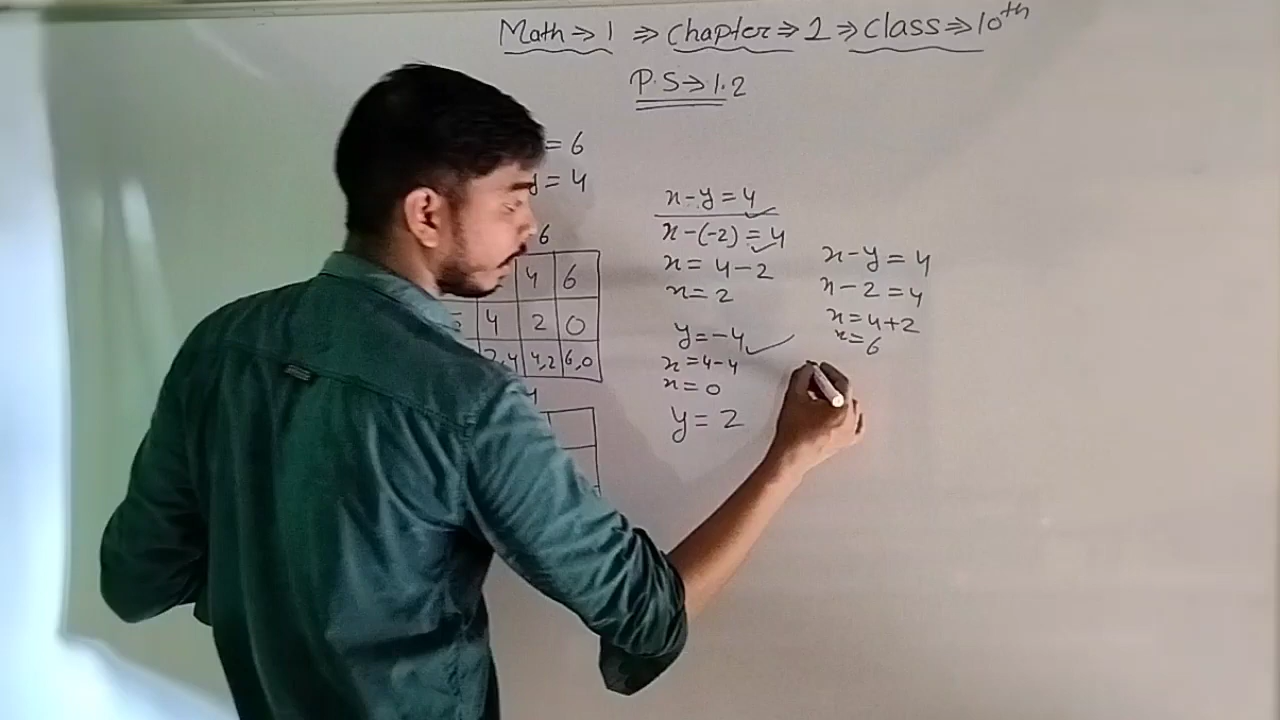 Math → 1 ⇒ Chapter → 1 ⇒ Class → 10th
P.S → 1.2
= 6
y = 4
6
4 6
4 2 0
2,4 4,2 6,0
4
x - y = 4
x - (-2) = 4
x = 4 - 2
x = 2
y = -4
x = 4 - 4
x = 0
y = 2
x - y = 4
x - 2 = 4
x = 4 + 2
x = 6